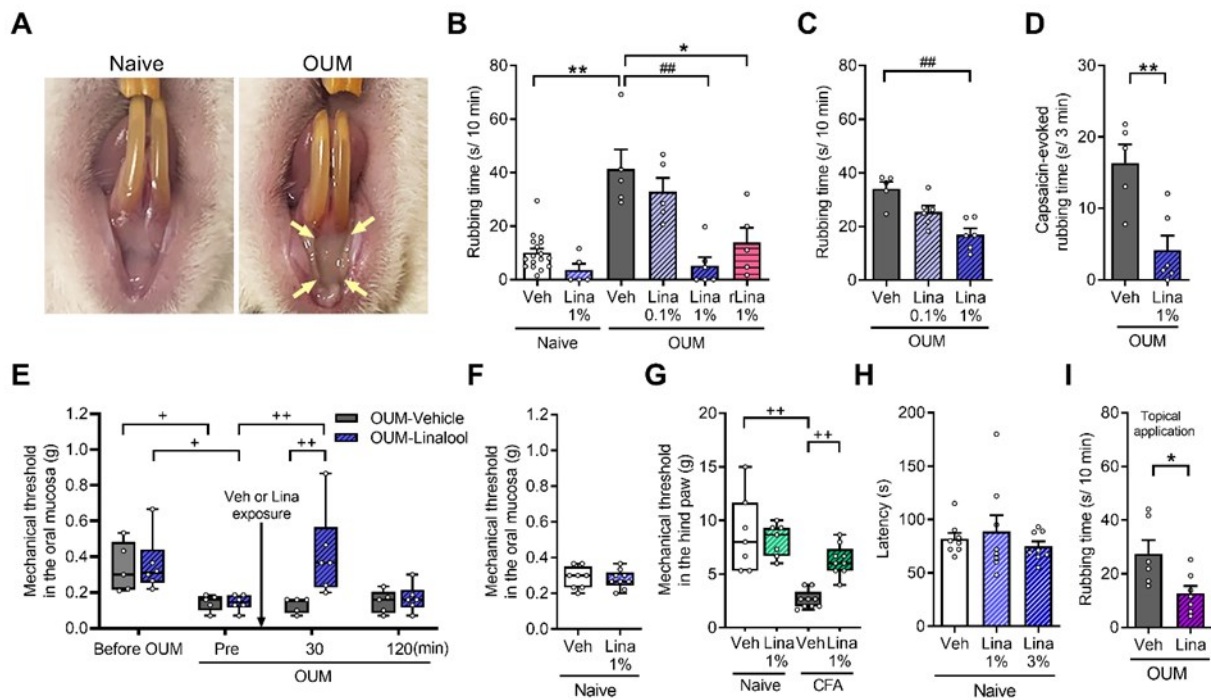 A
Naive OUM
B
Rubbing time (s/ 10 min)
80
60
40
20
0
** * ##
Veh Lina 1% Veh Lina 0.1% Lina 1% rLina 1%
Naive OUM
C
Rubbing time (s/ 10 min)
80
60
40
20
0
##
Veh Lina 0.1% Lina 1%
OUM
D
Capsaicin-evoked
rubbing time (s/ 3 min)
30
20
10
0
**
Veh Lina 1%
OUM
E
Mechanical threshold
in the oral mucosa (g)
1.2
1.0
0.8
0.6
0.4
0.2
0.0
+ ++
+ ++
OUM-Vehicle
OUM-Linalool
Veh or Lina
exposure
Before OUM Pre 30 120(min)
OUM
F
Mechanical threshold
in the oral mucosa (g)
1.2
1.0
0.8
0.6
0.4
0.2
0.0
Veh Lina
1%
Naive
G
Mechanical threshold
in the hind paw (g)
20
15
10
5
0
++
++
Veh Lina Veh Lina
1% 1%
Naive CFA
H
Latency (s)
200
150
100
50
0
Veh Lina Lina
1% 3%
Naive
I
Topical
application
Rubbing time (s/ 10 min)
80
60
40
20
0
*
Veh Lina
OUM